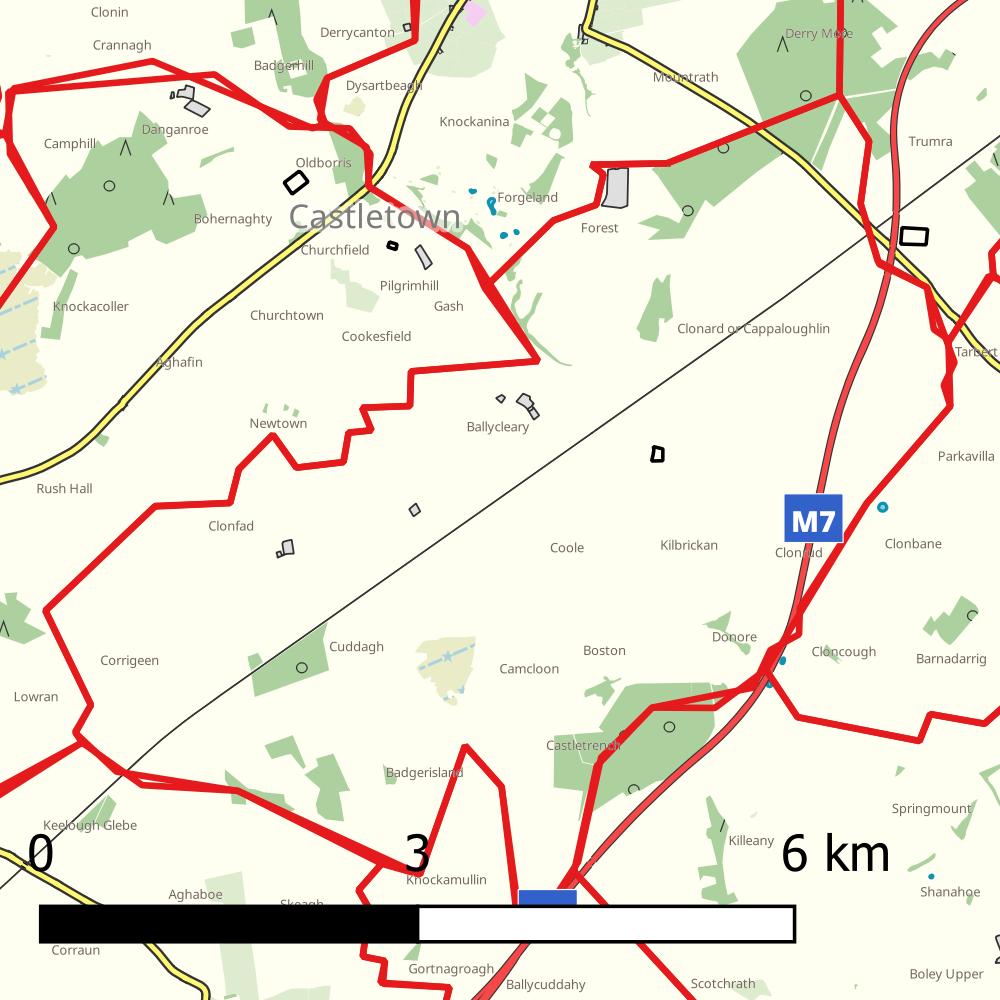 Clonin
Crannagh
Derrycanton
Derry More
Badgerhill
Mountrath
Dysartbeagh
Knockanina
Danganroe
Camphill
Trumra
Oldborris
Forgeland
Bohernaghty
Castletown
Forest
Churchfield
Pilgrimhill
Knockacoller
Gash
Churchtown
Clonard or Cappaloughlin
Cookesfield
Tarbert
Aghafin
Newtown
Ballycleary
Parkavilla
Rush Hall
M7
Clonfad
Coole
Kilbrickan
Clonbane
Donore
Cuddagh
Boston
Cloncough
Corrigeen
Barnadarrig
Camcloon
Lowran
Castletrench
Badgerisland
Springmount
Keelough Glebe
Killeany
0
3
6 km
Knockamullin
Shanahoe
Aghaboe
Skeagh
Corraun
Gortnagroagh
Boley Upper
Ballycuddahy
Scotchrath